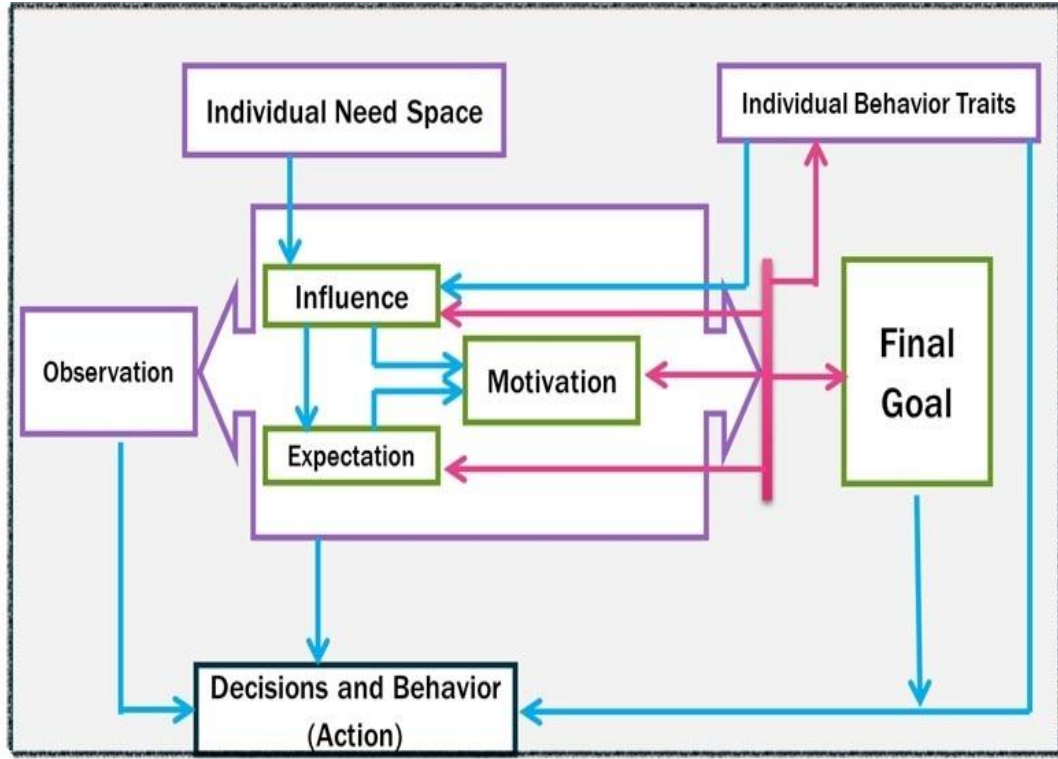 Individual Need Space
Individual Behavior Traits
Influence
Observation
Motivation
Final
Goal
Expectation
Decisions and Behavior
(Action)